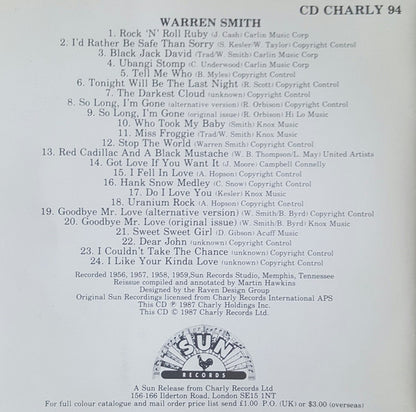 CD CHARLY 94
WARREN SMITH
1. Rock 'N' Roll Ruby (J. Cash) Carlin Music Corp
2. I'd Rather Be Safe Than Sorry (S. Kesler/W. Taylor) Copyright Control
3. Black Jack David (Trad/W. Smith) Carlin Music Corp
4. Ubangi Stomp (C. Underwood) Carlin Music Corp
5. Tell Me Who (B. Myles) Copyright Control
6. Tonight Will Be The Last Night (R. Scott) Copyright Control
7. The Darkest Cloud (unknown) Copyright Control
8. So Long, I'm Gone (alternative version) (R. Orbison) Copyright Control
9. So Long, I'm Gone (original issue) (R. Orbison) Hi Lo Music
10. Who Took My Baby (Smith) Knox Music
11. Miss Froggie (Trad/W. Smith) Knox Music
12. Stop The World (Warren Smith) Copyright Control
13. Red Cadillac And A Black Mustache (W. B. Thompson/L. May) United Artists
14. Got Love If You Want It (J. Moore) Campbell Connelly
15. I Fell In Love (A. Hopson) Copyright Control
16. Hank Snow Medley (C. Snow) Copyright Control
17. Do I Love You (Kesler) Knox Music
18. Uranium Rock (A. Hopson) Copyright Control
19. Goodbye Mr. Love (alternative version) (W. Smith/B. Byrd) Copyright Control
20. Goodbye Mr. Love (original issue) (W. Smith/B. Byrd) Knox Music
21. Sweet Sweet Girl (D. Gibson) Acuff Music
22. Dear John (unknown) Copyright Control
23. I Couldn't Take The Chance (unknown) Copyright Control
24. I Like Your Kinda Love (unknown) Copyright Control
Recorded 1956, 1957, 1958, 1959, Sun Records Studio, Memphis, Tennessee
Reissue compiled and annotated by Martin Hawkins
Designed by the Raven Design Group
Original Sun Recordings licensed from Charly Records International APS
This CD ℗ 1987 Charly Holdings Inc.
This CD © 1987 Charly Records Ltd.
SUN
RECORDS
A Sun Release from Charly Records Ltd
156-166 Ilderton Road, London SE15 1NT
For full colour catalogue and mailing order price list send £1.00 P.O. (UK) or $3.00 (overseas)